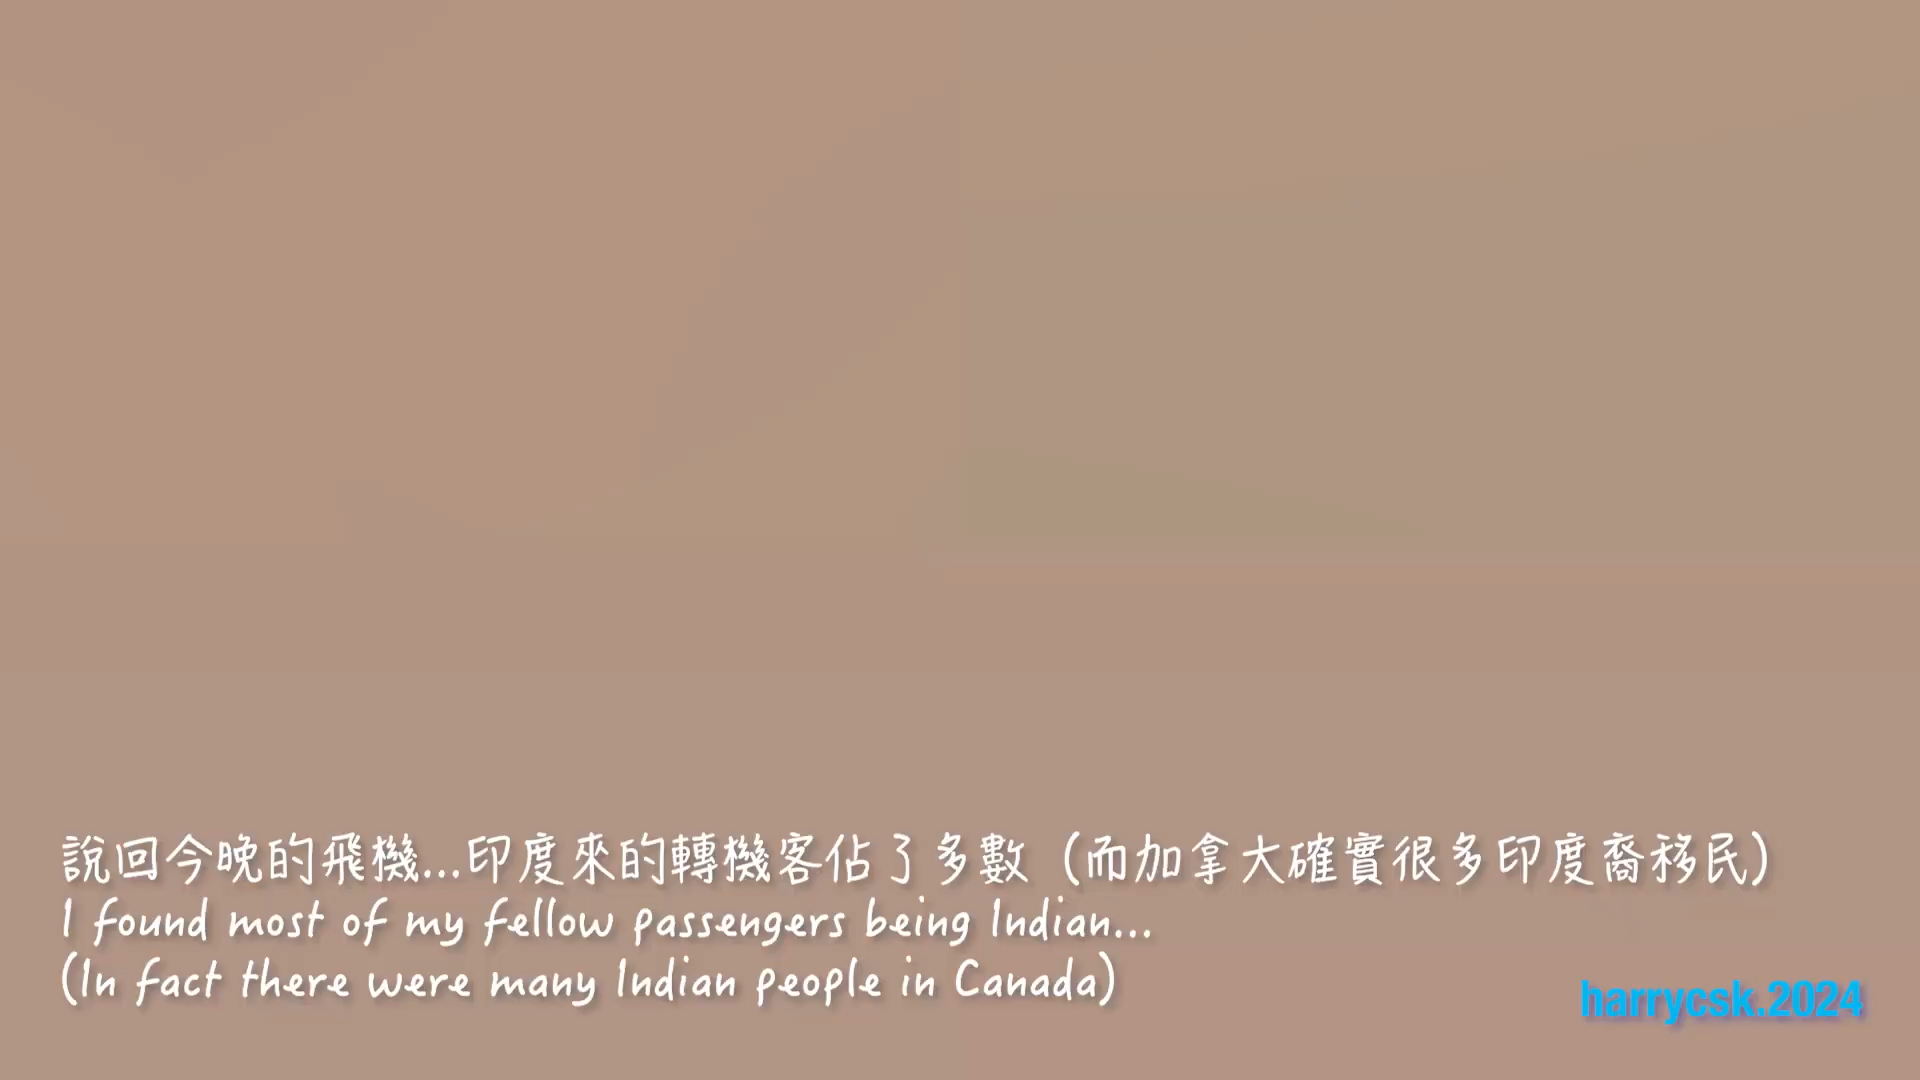 說回今晚的飛機...印度來的轉機客佔了多數（而加拿大確實很多印度裔移民）
I found most of my fellow passengers being Indian...
(In fact there were many Indian people in Canada)
harrycsk.2024